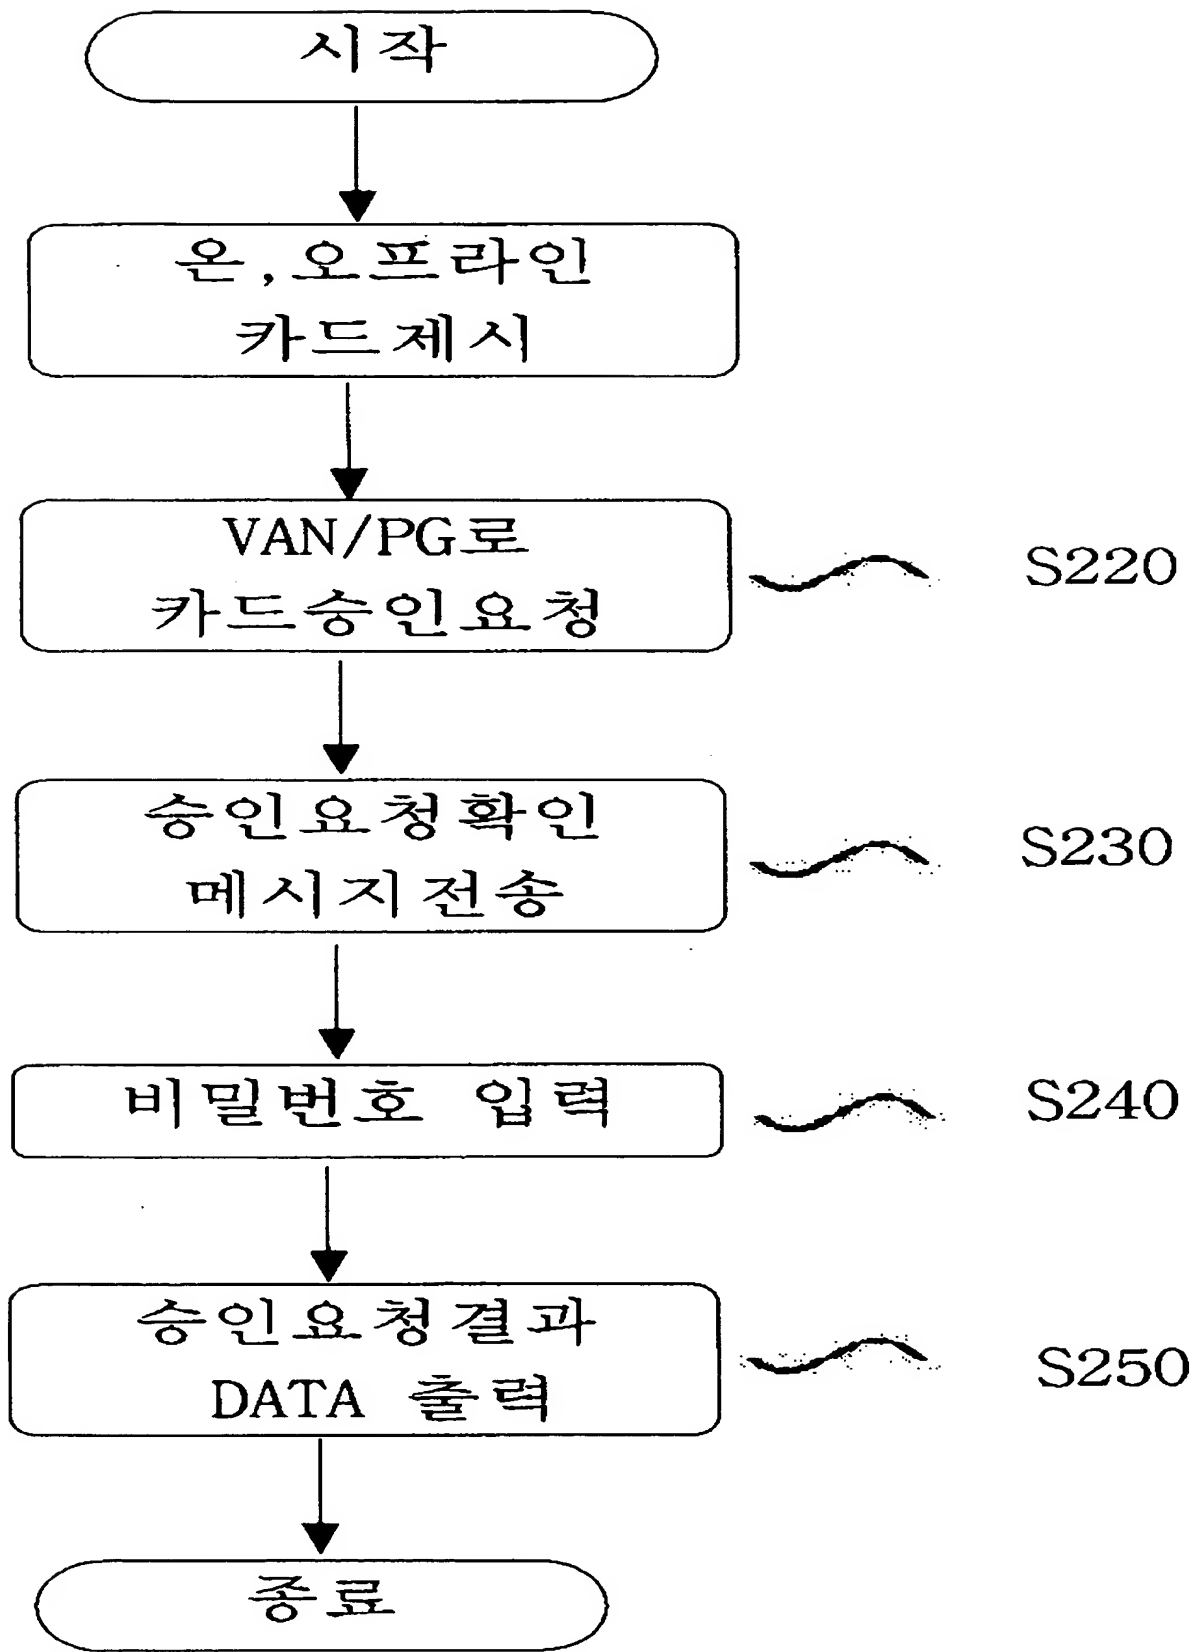 시작
온,오프라인
카드제시
VAN/PG로
카드승인요청
S220
승인요청확인
메시지전송
S230
비밀번호 입력
S240
승인요청결과
DATA 출력
S250
종료